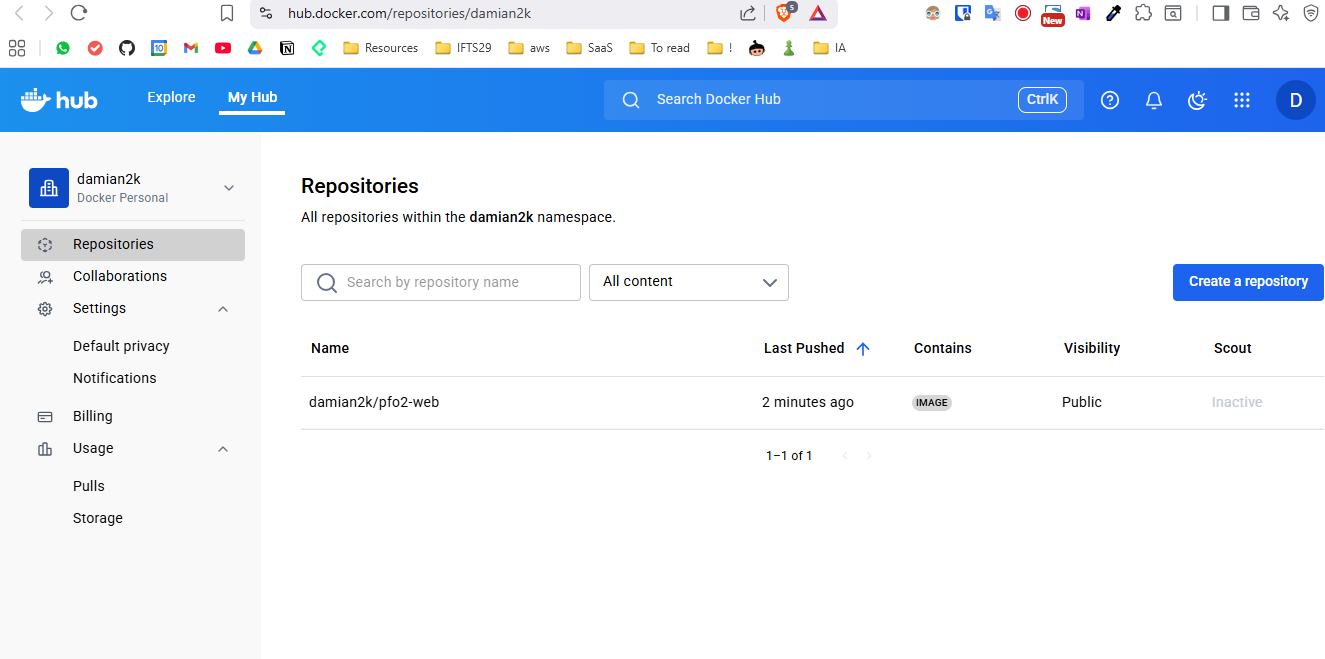 hub.docker.com/repositories/damian2k
5
New
10
Resources
IFTS29
aws
SaaS
To read
!
IA
hub
Explore
My Hub
Search Docker Hub
CtrlK
D
damian2k
Docker Personal
Repositories
Collaborations
Settings
Default privacy
Notifications
Billing
Usage
Pulls
Storage
Repositories
All repositories within the damian2k namespace.
Search by repository name
All content
Create a repository
Name Last Pushed Contains Visibility Scout
damian2k/pfo2-web 2 minutes ago IMAGE Public Inactive
1–1 of 1